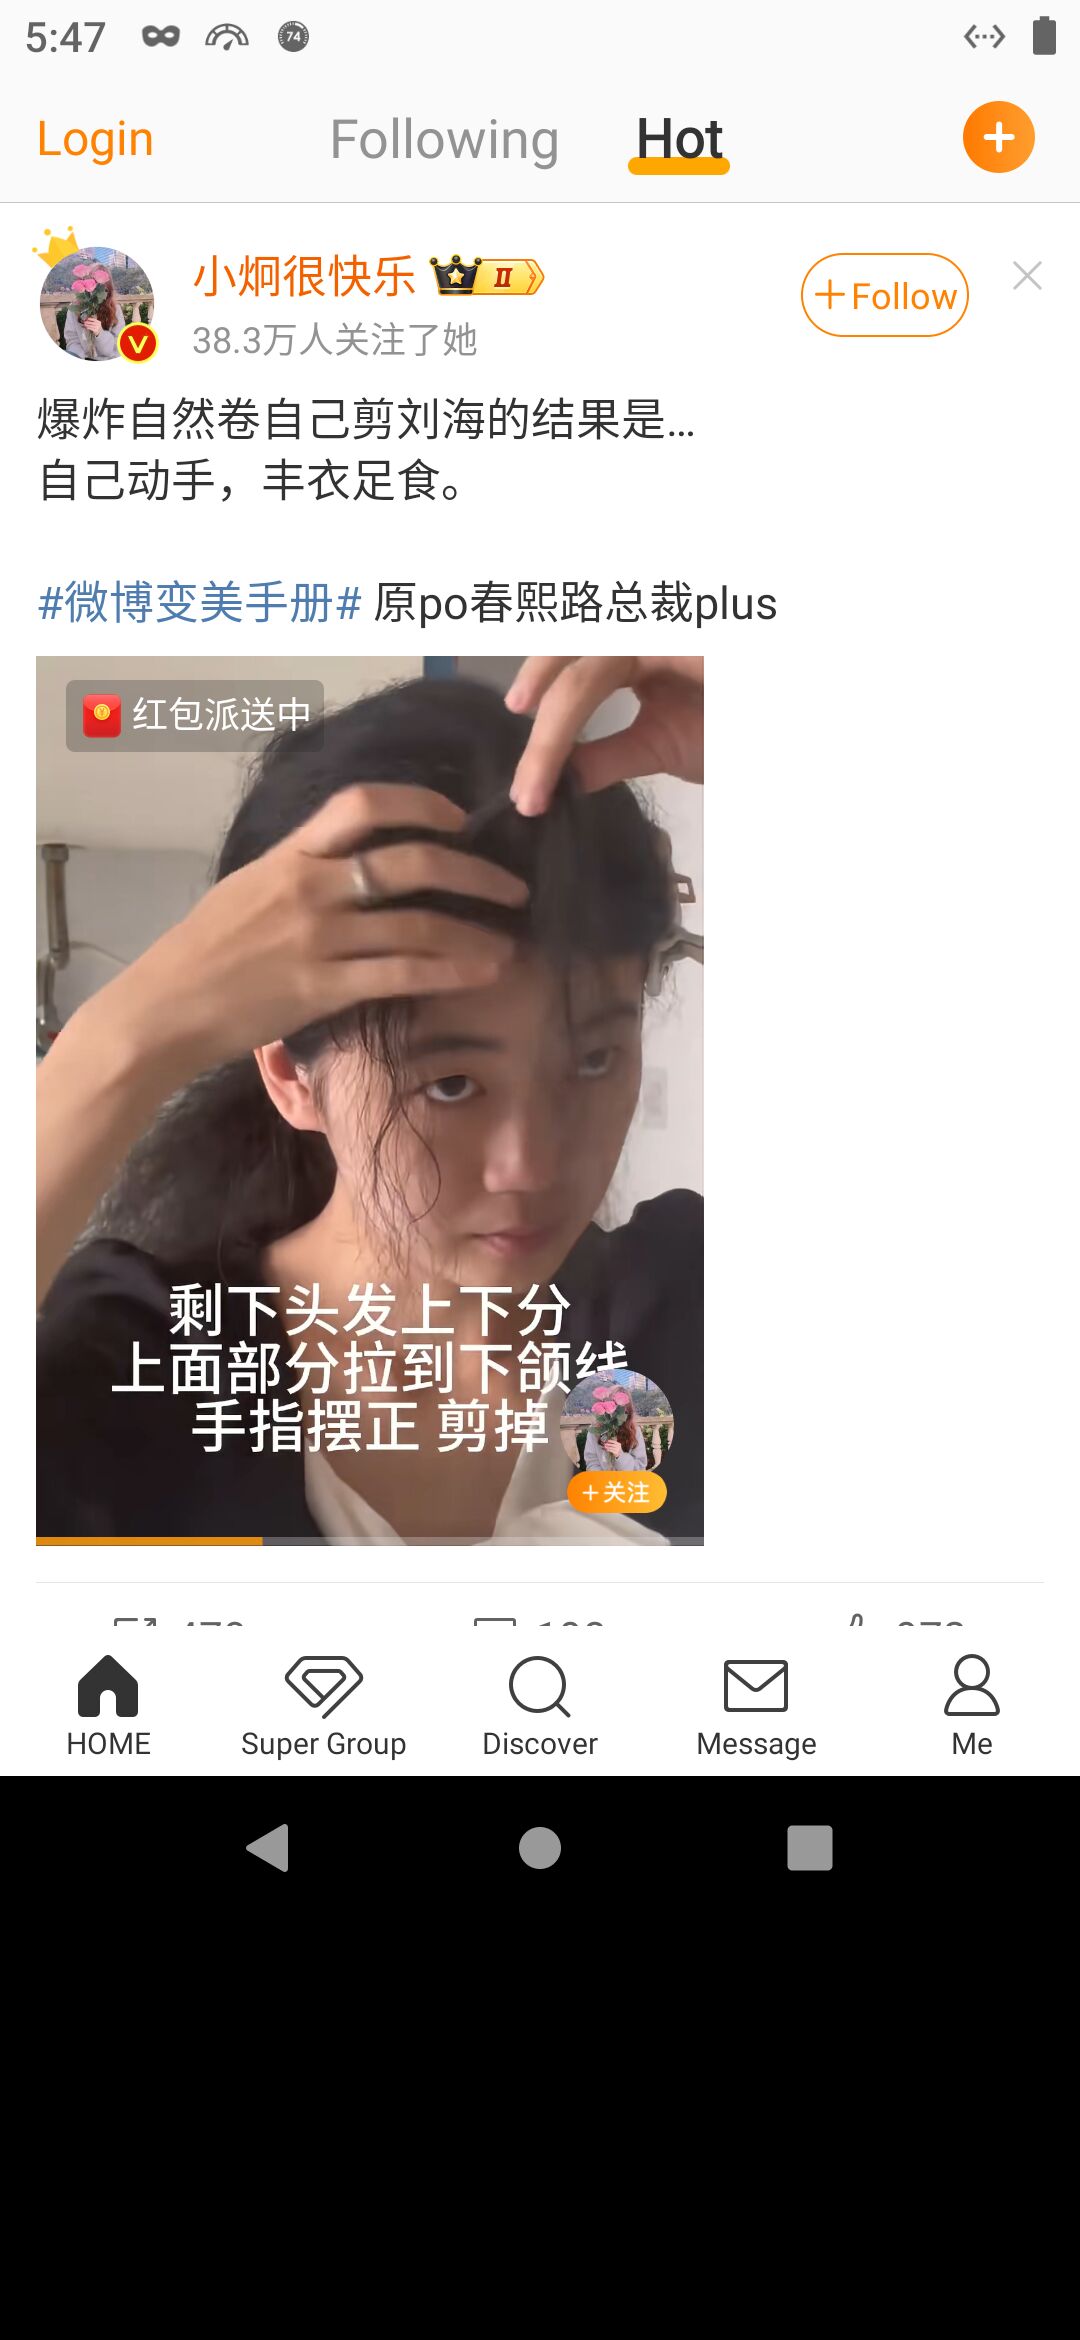 5:47
74
Login
Following
Hot
小炯很快乐
II
+Follow
V
38.3万人关注了她
爆炸自然卷自己剪刘海的结果是...
自己动手，丰衣足食。
#微博变美手册# 原po春熙路总裁plus
红包派送中
剩下头发上下分
上面部分拉到下颌线
手指摆正 剪掉
+关注
HOME
Super Group
Discover
Message
Me